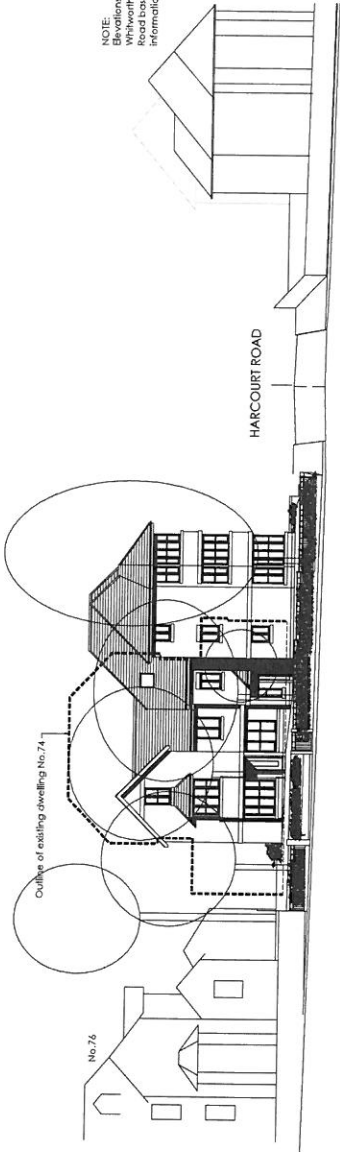 No.76
Outline of existing dwelling No.74
HARCOURT ROAD
NOTE:
Elevations
Whitworth
Road bas
informatio